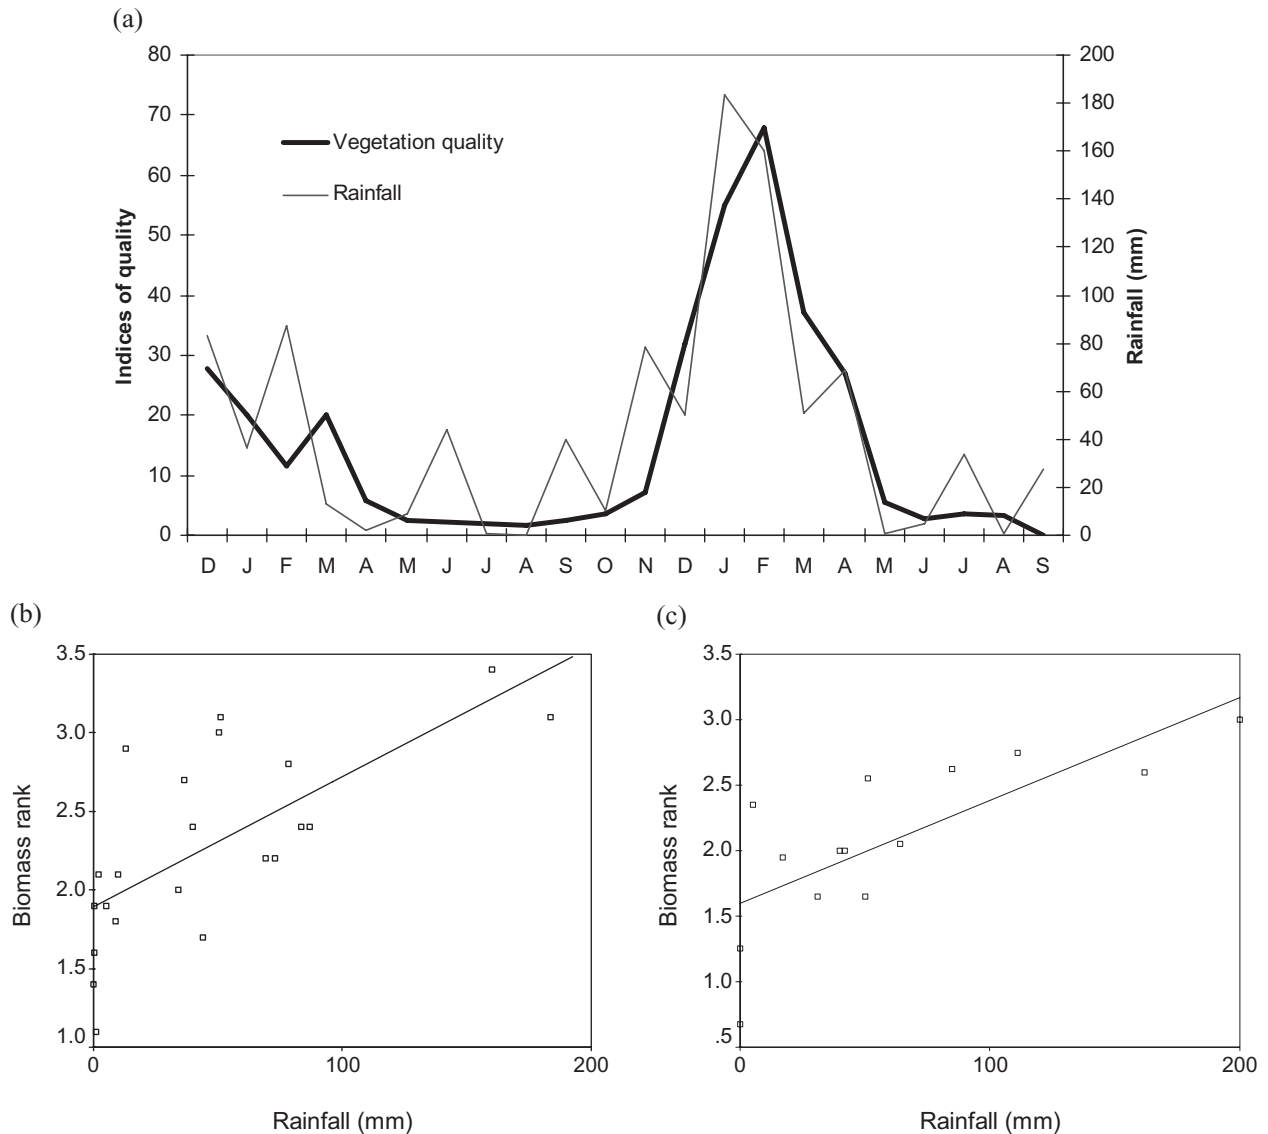 (a)
80
70
60
50
40
30
20
10
0
Indices of quality
Vegetation quality
Rainfall
200
180
160
140
120
100
80
60
40
20
0
Rainfall (mm)
D J F M A M J J A S O N D J F M A M J J A S
(b)
3.5
3.0
2.5
2.0
1.5
1.0
Biomass rank
0 100 200
Rainfall (mm)
(c)
3.5
3.0
2.5
2.0
1.5
1.0
.5
Biomass rank
0 100 200
Rainfall (mm)